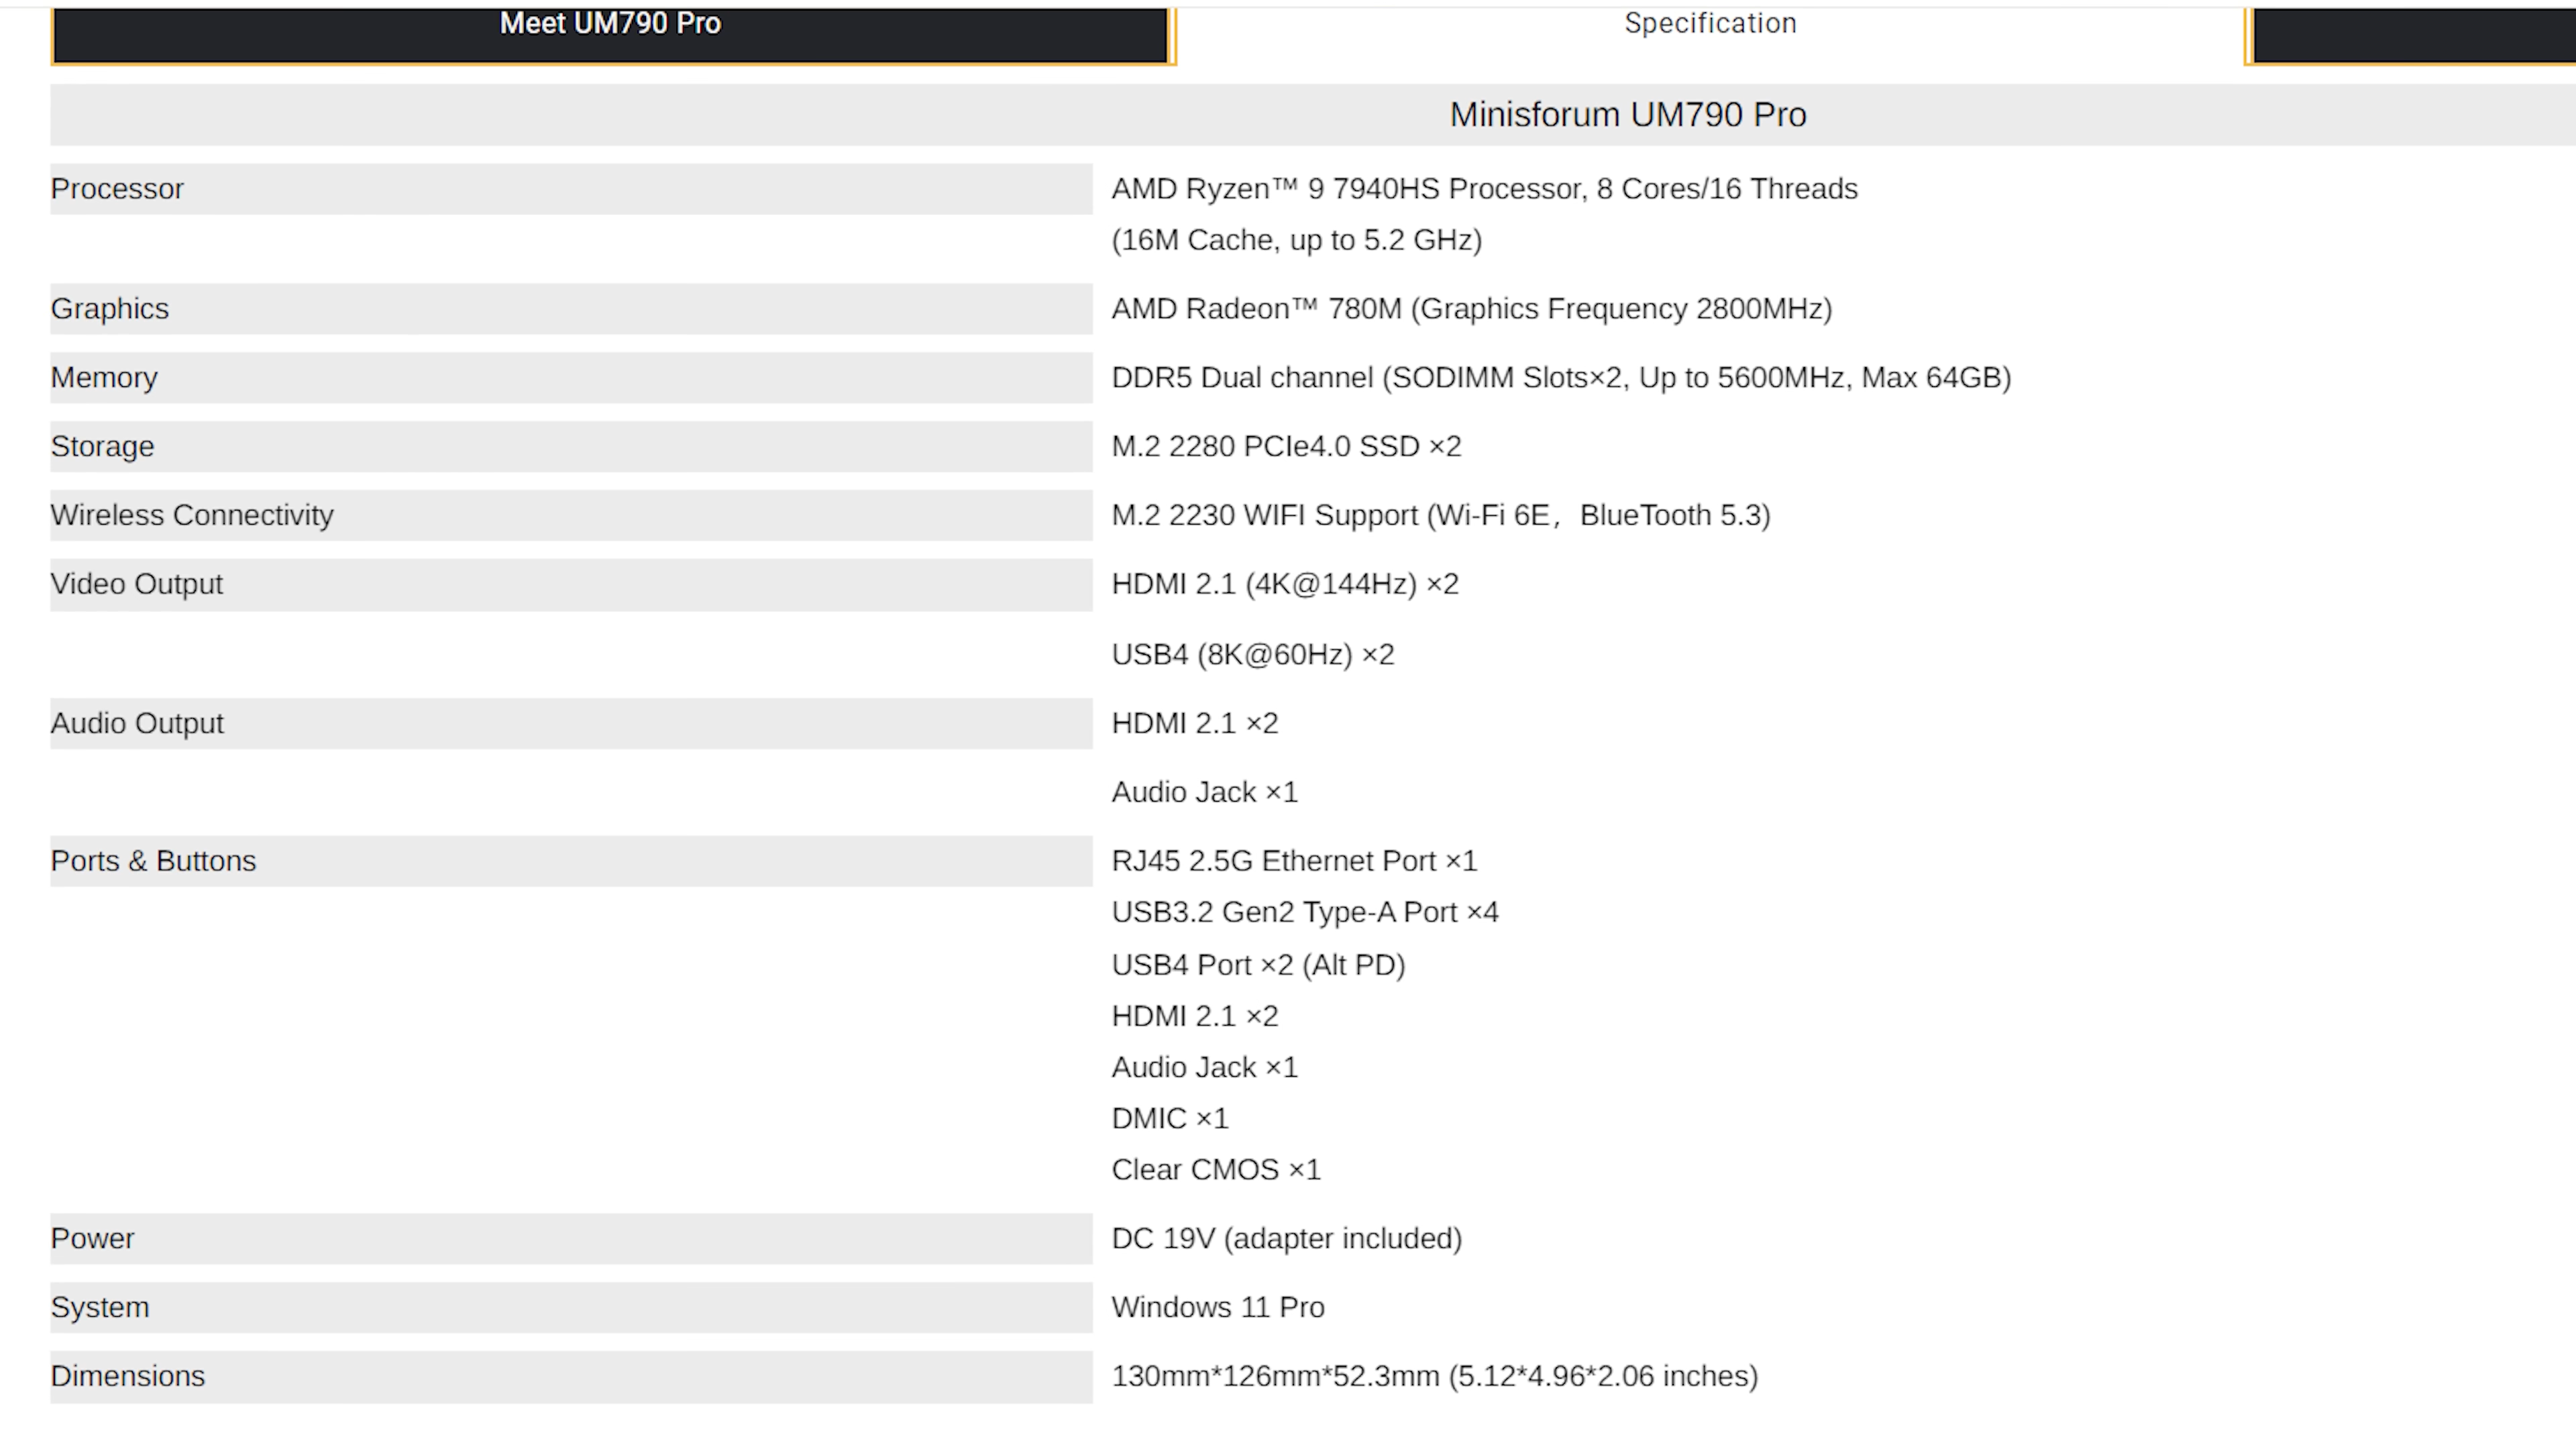 Meet UM790 Pro
Specification
Minisforum UM790 Pro
Processor
AMD Ryzen™ 9 7940HS Processor, 8 Cores/16 Threads
(16M Cache, up to 5.2 GHz)
Graphics
AMD Radeon™ 780M (Graphics Frequency 2800MHz)
Memory
DDR5 Dual channel (SODIMM Slots×2, Up to 5600MHz, Max 64GB)
Storage
M.2 2280 PCIe4.0 SSD ×2
Wireless Connectivity
M.2 2230 WIFI Support (Wi-Fi 6E，BlueTooth 5.3)
Video Output
HDMI 2.1 (4K@144Hz) ×2
USB4 (8K@60Hz) ×2
Audio Output
HDMI 2.1 ×2
Audio Jack ×1
Ports & Buttons
RJ45 2.5G Ethernet Port ×1
USB3.2 Gen2 Type-A Port ×4
USB4 Port ×2 (Alt PD)
HDMI 2.1 ×2
Audio Jack ×1
DMIC ×1
Clear CMOS ×1
Power
DC 19V (adapter included)
System
Windows 11 Pro
Dimensions
130mm*126mm*52.3mm (5.12*4.96*2.06 inches)